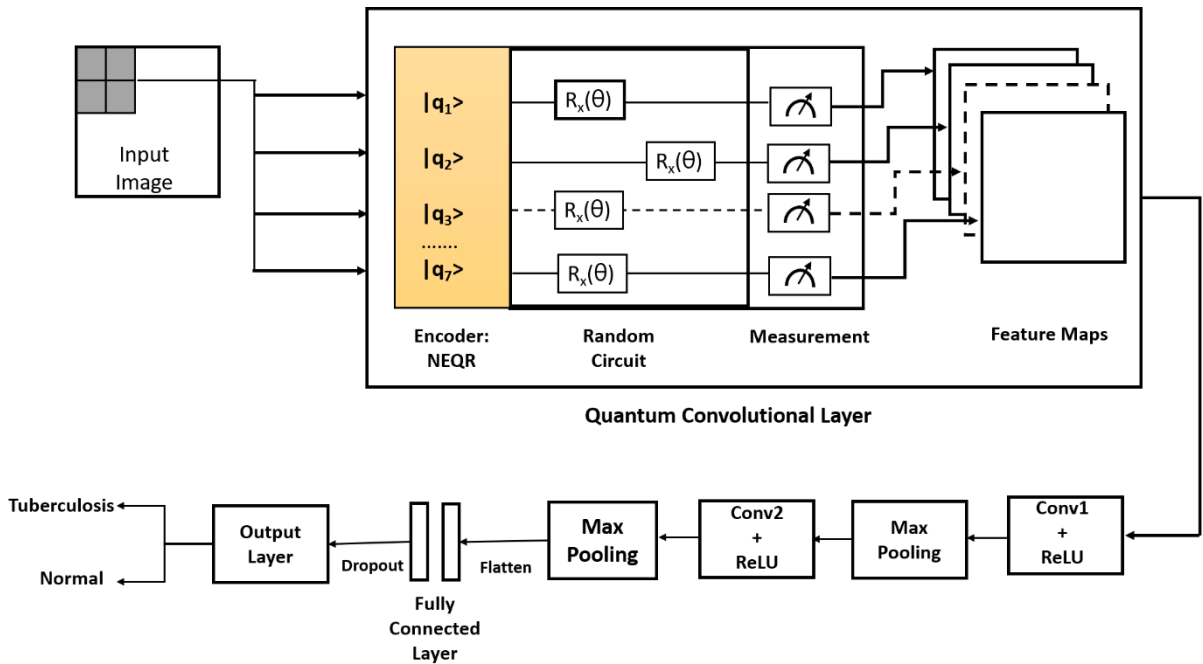 Input
Image
|q1>
Rx(θ)
|q2>
Rx(θ)
|q3>
Rx(θ)
.......
|q7>
Rx(θ)
Encoder:
NEQR
Random
Circuit
Measurement
Feature Maps
Quantum Convolutional Layer
Tuberculosis
Normal
Output
Layer
Dropout
Fully
Connected
Layer
Flatten
Max
Pooling
Conv2
+
ReLU
Max
Pooling
Conv1
+
ReLU